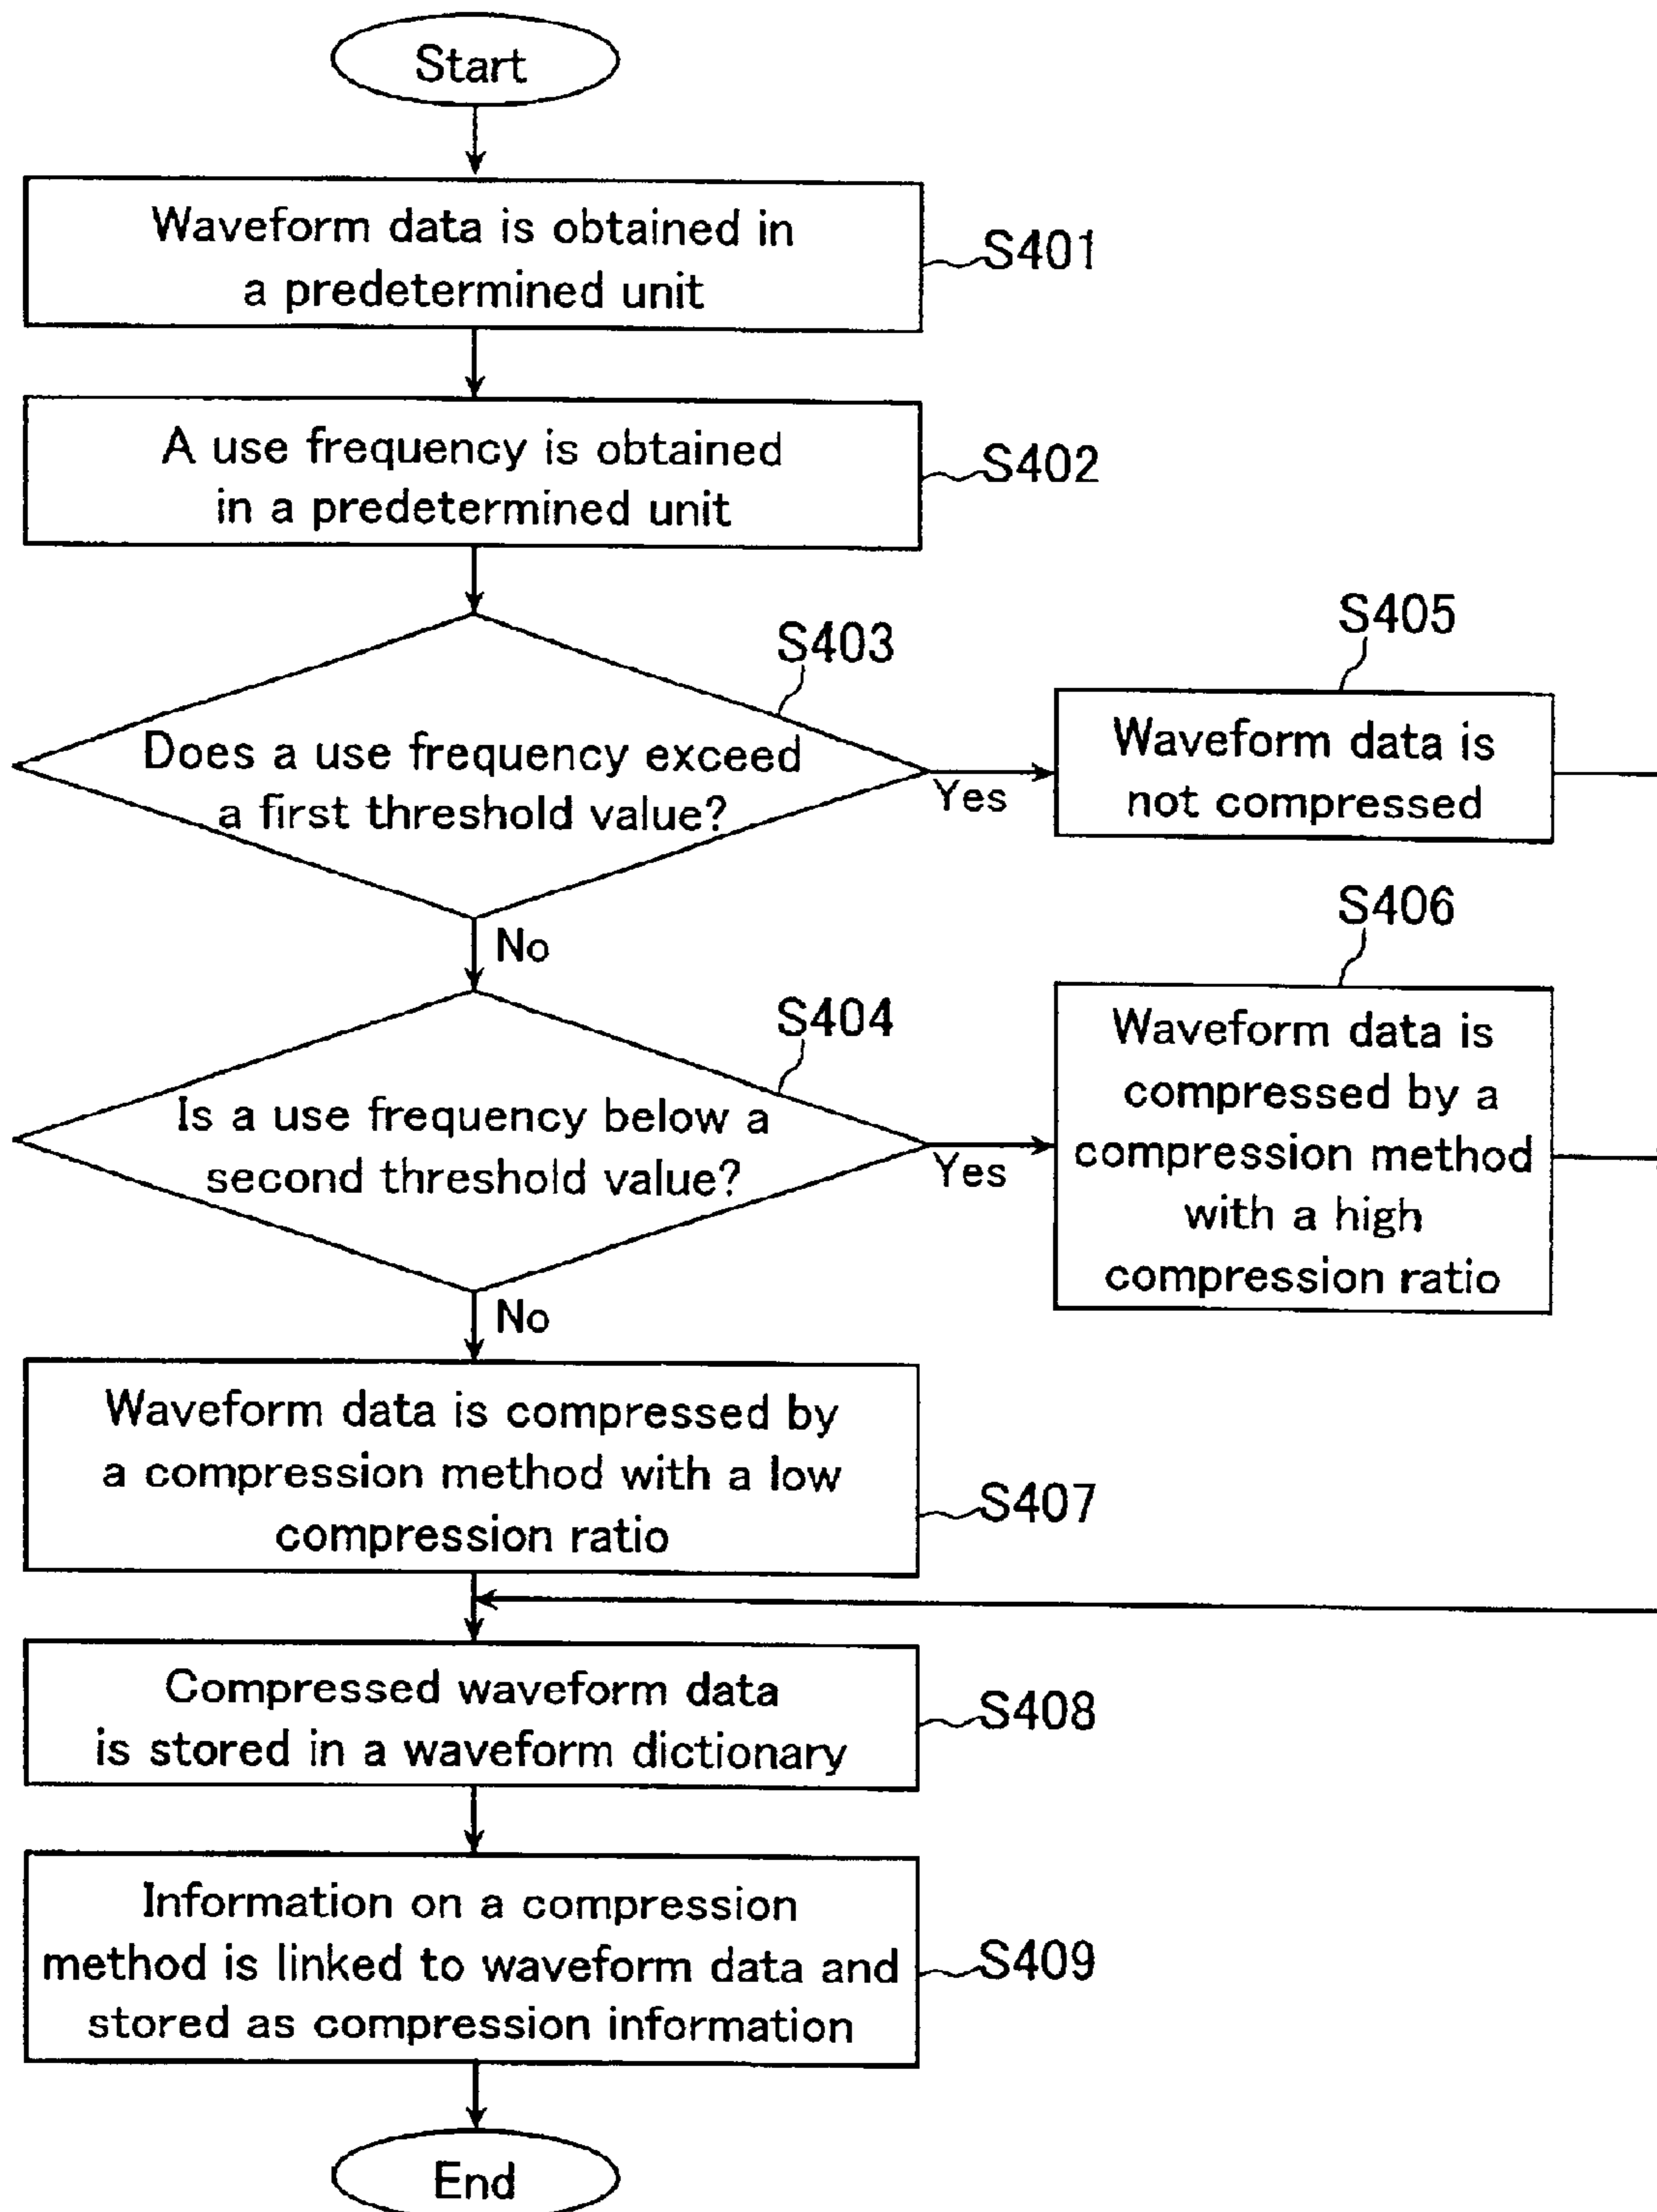 Start
Waveform data is obtained in
a predetermined unit
S401
A use frequency is obtained
in a predetermined unit
S402
S403
Does a use frequency exceed
a first threshold value?
Yes
No
S405
Waveform data is
not compressed
S404
Is a use frequency below a
second threshold value?
Yes
No
S406
Waveform data is
compressed by a
compression method
with a high
compression ratio
Waveform data is compressed by
a compression method with a low
compression ratio
S407
Compressed waveform data
is stored in a waveform dictionary
S408
Information on a compression
method is linked to waveform data and
stored as compression information
S409
End